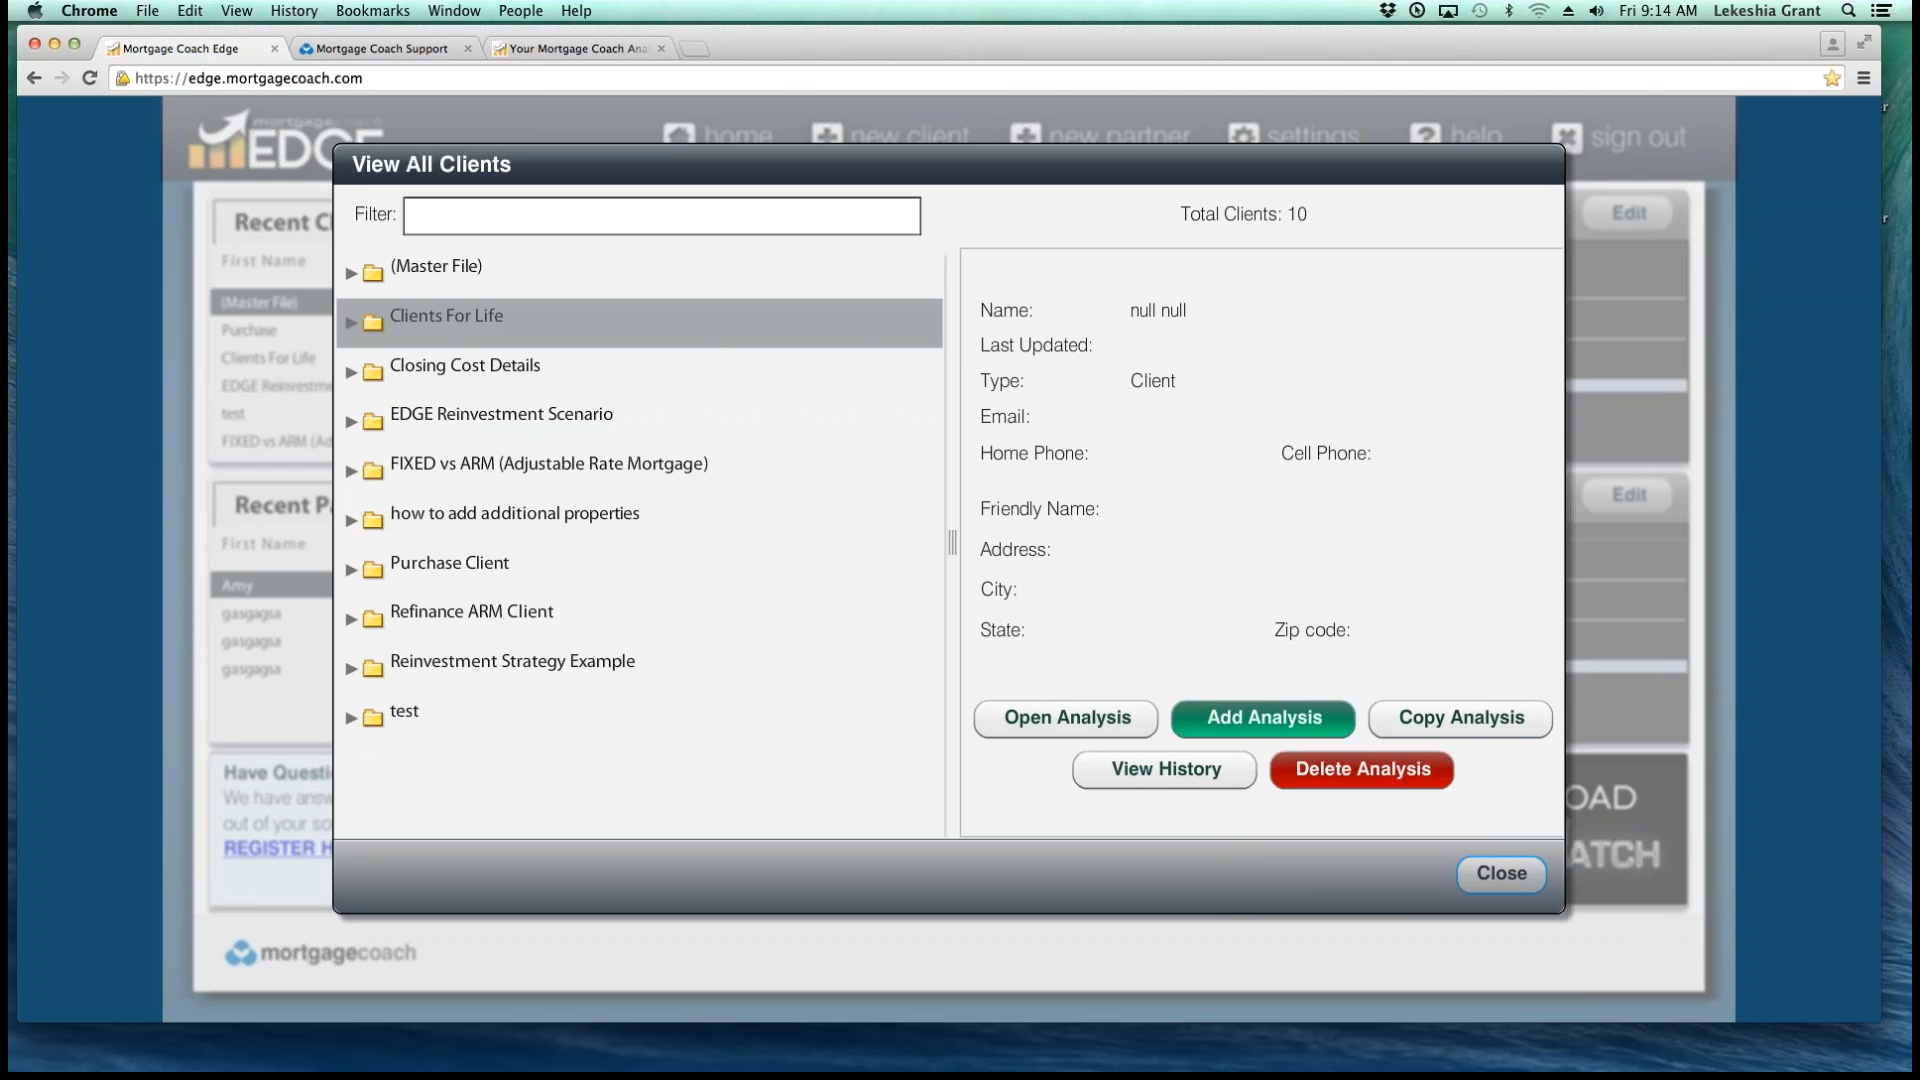 Chrome File Edit View History Bookmarks Window People Help Fri 9:14 AM Lekeshia Grant
Mortgage Coach Edge Mortgage Coach Support Your Mortgage Coach Ana
https://edge.mortgagecoach.com
mortgagecoach EDGE home new client new partner settings help sign out
View All Clients
Filter: Total Clients: 10
(Master File)
Clients For Life
Closing Cost Details
EDGE Reinvestment Scenario
FIXED vs ARM (Adjustable Rate Mortgage)
how to add additional properties
Purchase Client
Refinance ARM Client
Reinvestment Strategy Example
test
Name: null null
Last Updated:
Type: Client
Email:
Home Phone: Cell Phone:
Friendly Name:
Address:
City:
State: Zip code:
Open Analysis Add Analysis Copy Analysis
View History Delete Analysis
Close
Recent Cl Edit
First Name
(Master File)
Purchase
Clients For Life
EDGE Reinvestme
test
FIXED vs ARM (Ad
Recent Pa Edit
First Name
Amy
gasgagsa
gasgagsa
gasgagsa
Have Questi
We have answ
out of your so
REGISTER H
OAD
ATCH
mortgagecoach